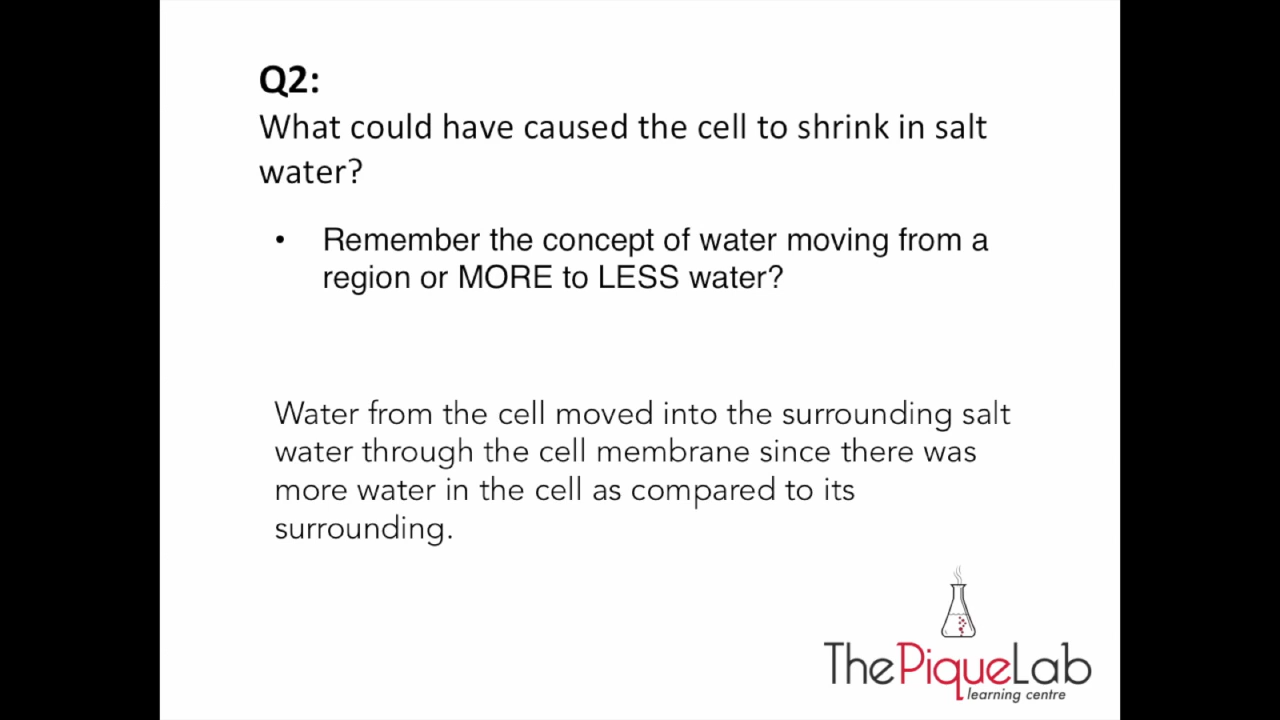 Q2:
What could have caused the cell to shrink in salt
water?
• Remember the concept of water moving from a
region or MORE to LESS water?
Water from the cell moved into the surrounding salt
water through the cell membrane since there was
more water in the cell as compared to its
surrounding.
ThePiqueLab
learning centre